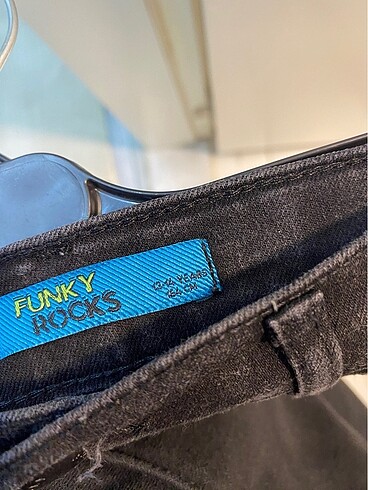 FUNKY
ROCKS
13-14 YEARS
164 CM